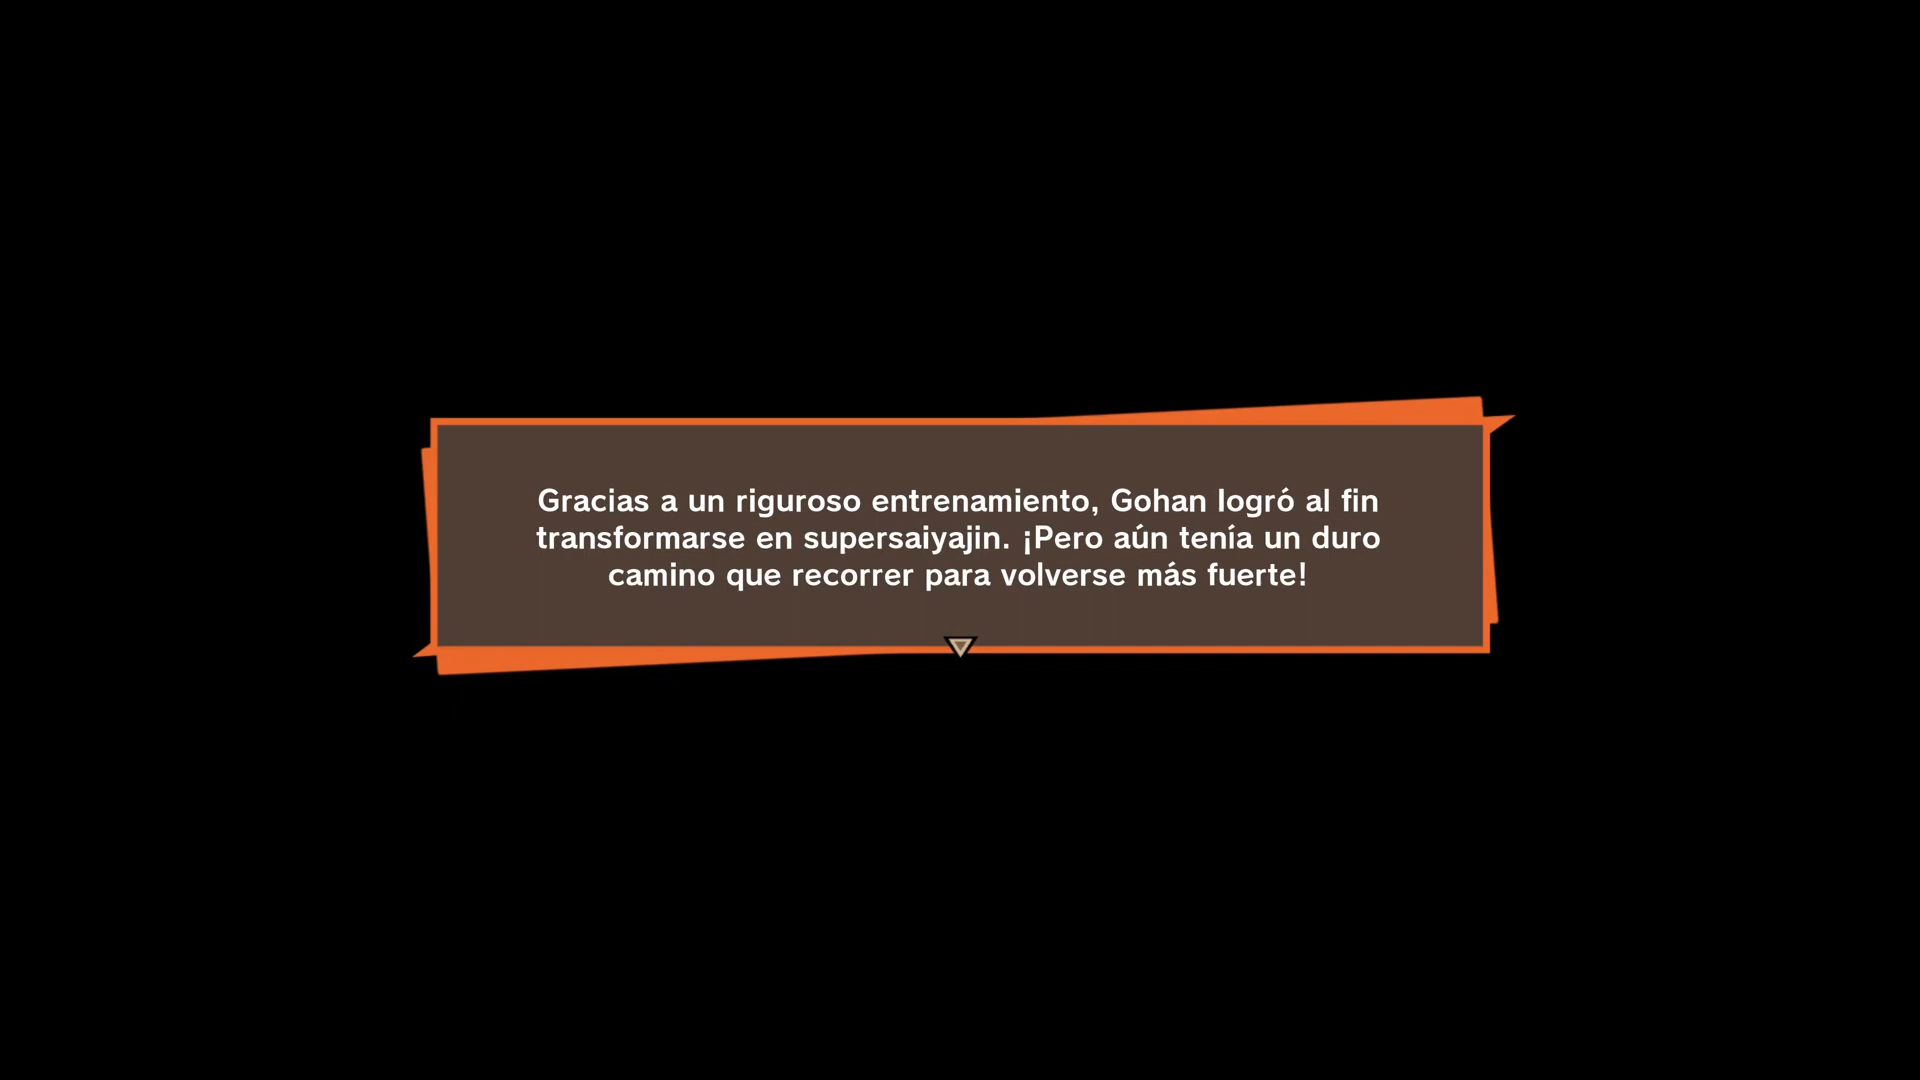 Gracias a un riguroso entrenamiento, Gohan logró al fin
transformarse en supersaiyajin. ¡Pero aún tenía un duro
camino que recorrer para volverse más fuerte!